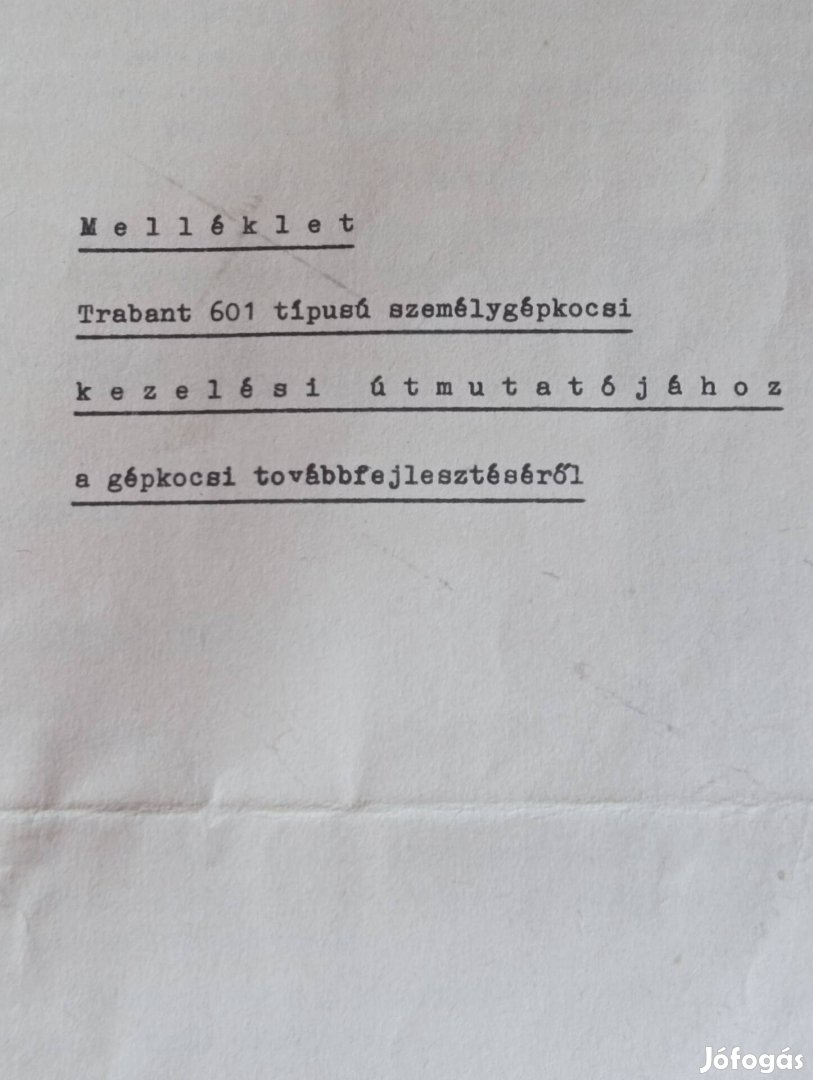 Melléklet
Trabant 601 típusú személygépkocsi
kezelési útmutatójához
a gépkocsi továbbfejlesztéséről
Jófogás